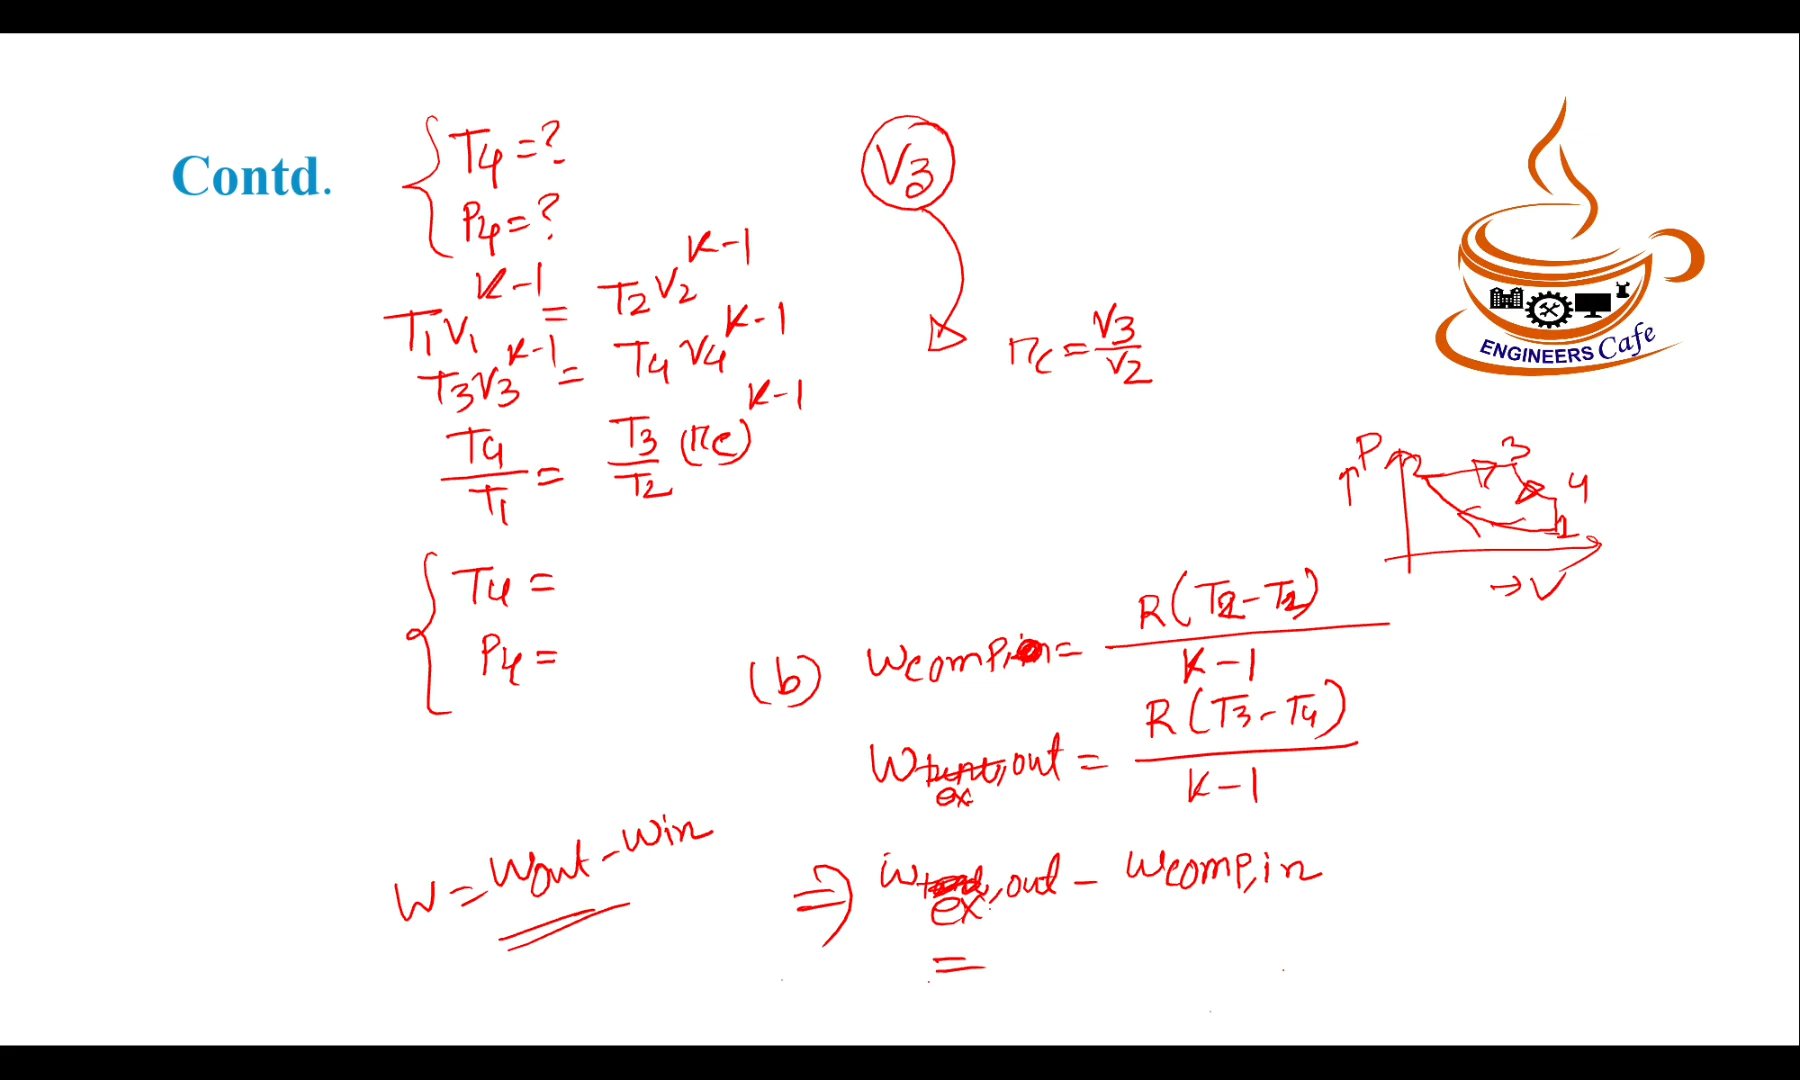 Contd.
T4 = ?
P4 = ?
V3
T1V1^K-1 = T2V2^K-1
T3V3^K-1 = T4V4^K-1
rc = V3/V2
T4/T1 = T3/T2 (rc)^K-1
ENGINEERS Cafe
P
2
3
4
1
→ V
T4 =
P4 =
(b) wcomp,in = R(T2 - T1)/K-1
wex,out = R(T3 - T4)/K-1
W = wout - win
⇒ wex,out - wcomp,in
=